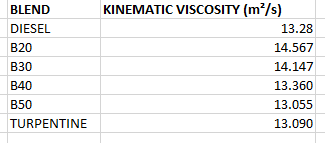 BLEND KINEMATIC VISCOSITY (m²/s)
DIESEL 13.28
B20 14.567
B30 14.147
B40 13.360
B50 13.055
TURPENTINE 13.090